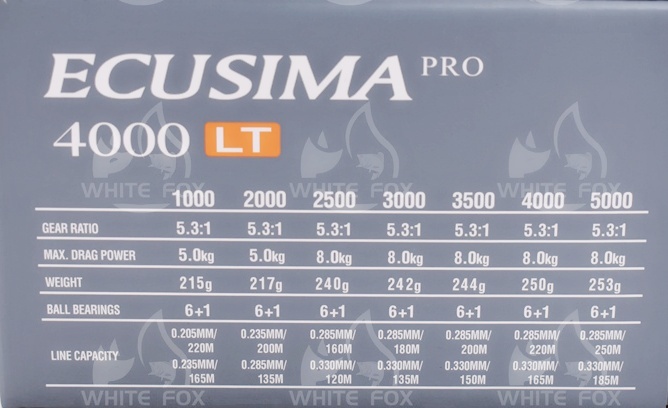 ECUSIMA PRO
4000 LT
WHITE FOX WHITE FOX WHITE FOX
1000 2000 2500 3000 3500 4000 5000
GEAR RATIO 5.3:1 5.3:1 5.3:1 5.3:1 5.3:1 5.3:1 5.3:1
MAX. DRAG POWER 5.0kg 5.0kg 8.0kg 8.0kg 8.0kg 8.0kg 8.0kg
WEIGHT 215g 217g 240g 242g 244g 250g 253g
BALL BEARINGS 6+1 6+1 6+1 6+1 6+1 6+1 6+1
LINE CAPACITY
0.205MM/ 0.235MM/ 0.285MM/ 0.285MM/ 0.285MM/ 0.285MM/ 0.285MM/
220M 200M 160M 180M 200M 220M 250M
0.235MM/ 0.285MM/ 0.330MM/ 0.330MM/ 0.330MM/ 0.330MM/ 0.330MM/
165M 135M 120M 135M 150M 165M 185M
WHITE FOX WHITE FOX WHITE FOX